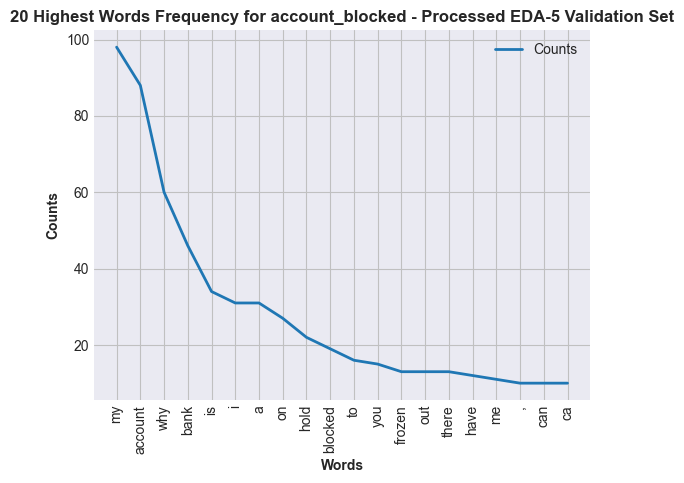 20 Highest Words Frequency for account_blocked - Processed EDA-5 Validation Set
Counts
100
80
60
40
20
Counts
my
account
why
bank
is
i
a
on
hold
blocked
to
you
frozen
out
there
have
me
,
can
ca
Words